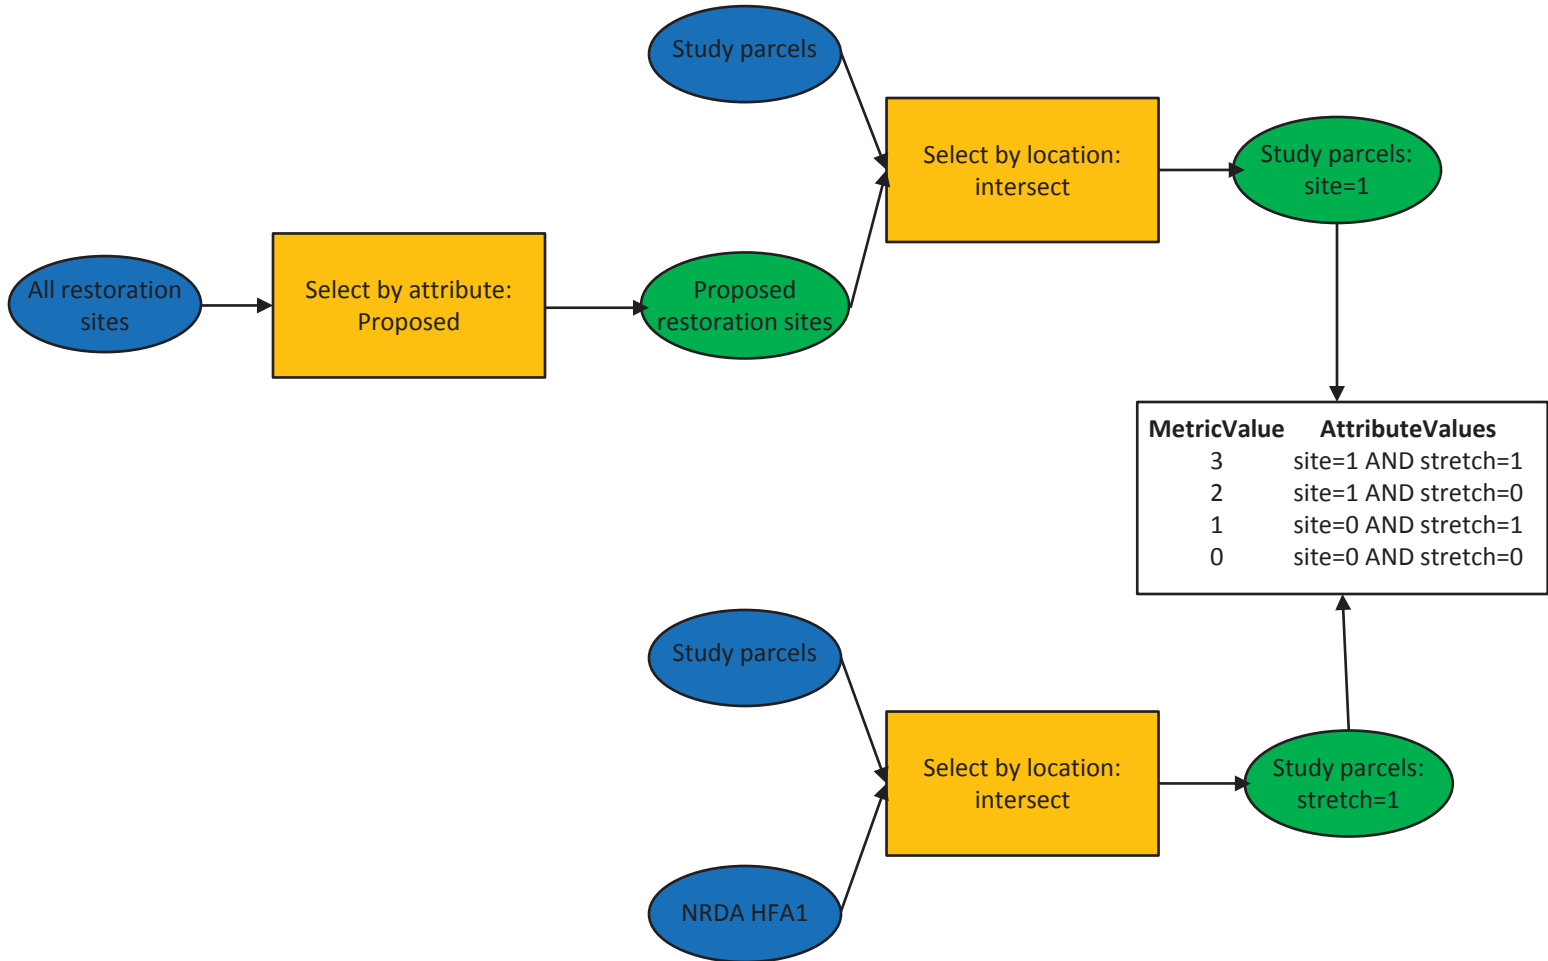 Study parcels
Select by location:
intersect
Study parcels:
site=1
All restoration
sites
Select by attribute:
Proposed
Proposed
restoration sites
MetricValue AttributeValues
3 site=1 AND stretch=1
2 site=1 AND stretch=0
1 site=0 AND stretch=1
0 site=0 AND stretch=0
Study parcels
Select by location:
intersect
Study parcels:
stretch=1
NRDA HFA1